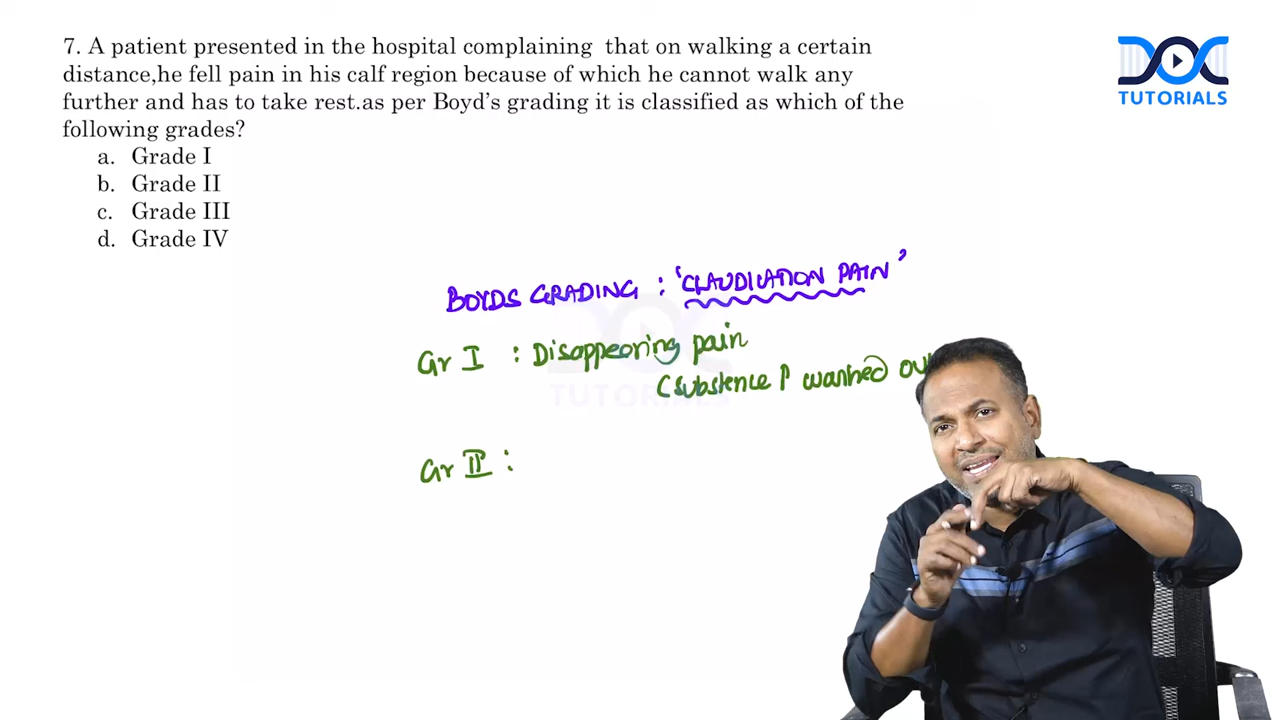 7. A patient presented in the hospital complaining that on walking a certain
distance,he fell pain in his calf region because of which he cannot walk any
further and has to take rest.as per Boyd's grading it is classified as which of the
following grades?
a. Grade I
b. Grade II
c. Grade III
d. Grade IV
TUTORIALS
BOYDS GRADING : 'CLAUDICATION PAIN'
Gr I : Disappearing pain
(Substence P washed
TUTORIALS
Gr II :